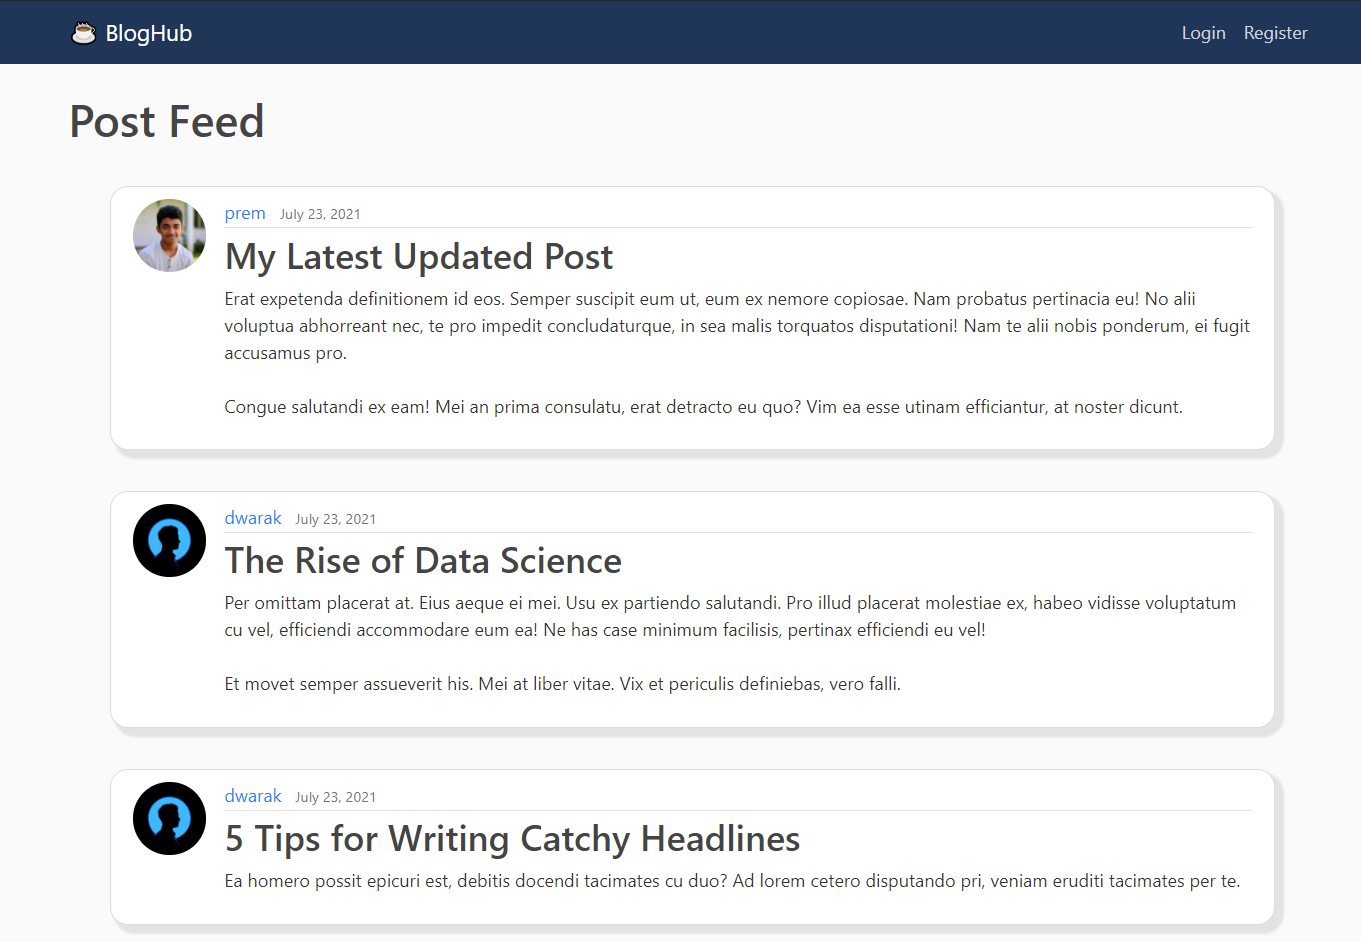 BlogHub
Login Register
Post Feed
prem July 23, 2021
My Latest Updated Post
Erat expetenda definitionem id eos. Semper suscipit eum ut, eum ex nemore copiosae. Nam probatus pertinacia eu! No alii
voluptua abhorreant nec, te pro impedit concludaturque, in sea malis torquatos disputationi! Nam te alii nobis ponderum, ei fugit
accusamus pro.
Congue salutandi ex eam! Mei an prima consulatu, erat detracto eu quo? Vim ea esse utinam efficiantur, at noster dicunt.
dwarak July 23, 2021
The Rise of Data Science
Per omittam placerat at. Eius aeque ei mei. Usu ex partiendo salutandi. Pro illud placerat molestiae ex, habeo vidisse voluptatum
cu vel, efficiendi accommodare eum ea! Ne has case minimum facilisis, pertinax efficiendi eu vel!
Et movet semper assueverit his. Mei at liber vitae. Vix et periculis definiebas, vero falli.
dwarak July 23, 2021
5 Tips for Writing Catchy Headlines
Ea homero possit epicuri est, debitis docendi tacimates cu duo? Ad lorem cetero disputando pri, veniam eruditi tacimates per te.